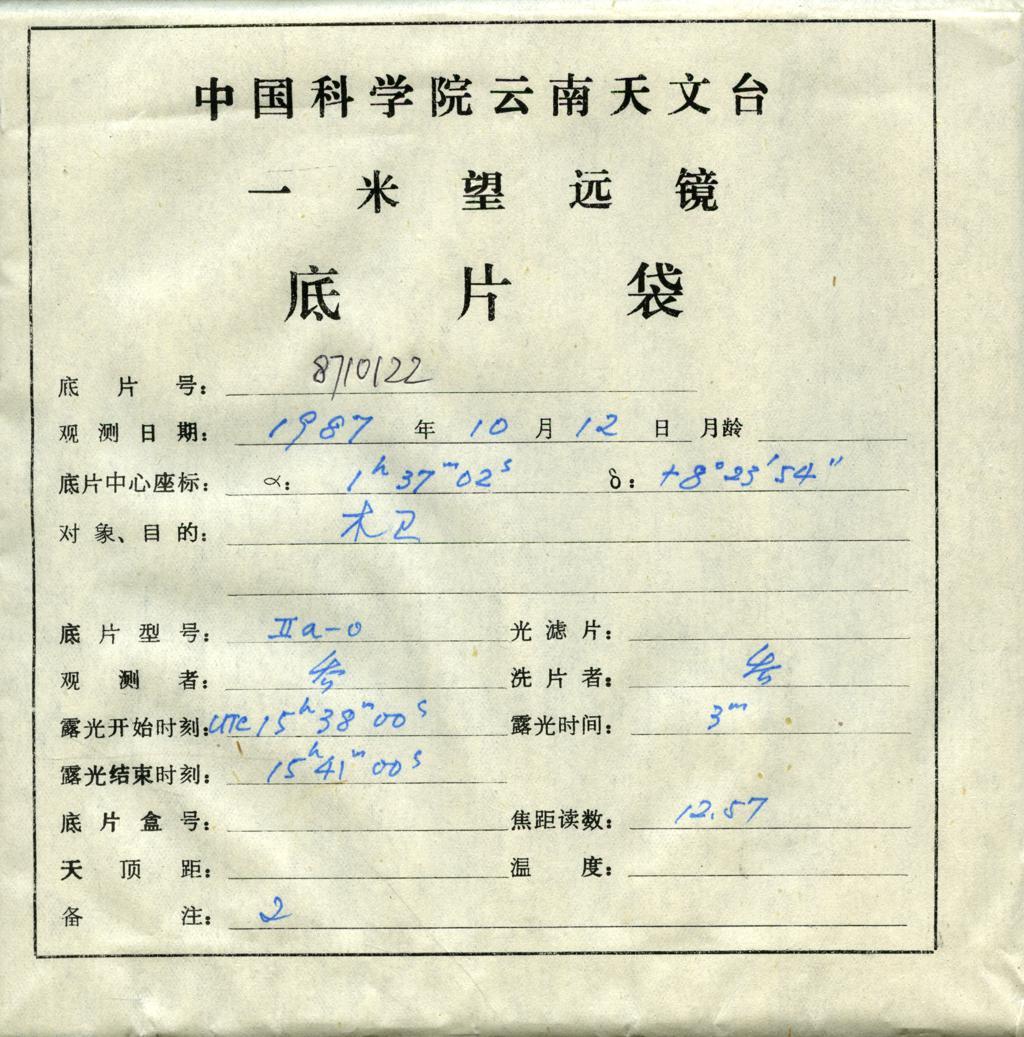 中国科学院云南天文台
一米望远镜
底片袋
底片号： 8710122
观测日期： 1987 年 10 月 12 日 月龄
底片中心座标： α： 1h37m02s δ： +8°23′54″
对象、目的： 木卫
底片型号： IIa-o 光滤片：
观测者： 洗片者：
露光开始时刻： UTC 15h38m00s 露光时间： 3m
露光结束时刻： 15h41m00s
底片盒号： 焦距读数： 12.57
天顶距： 温度：
备注： 2